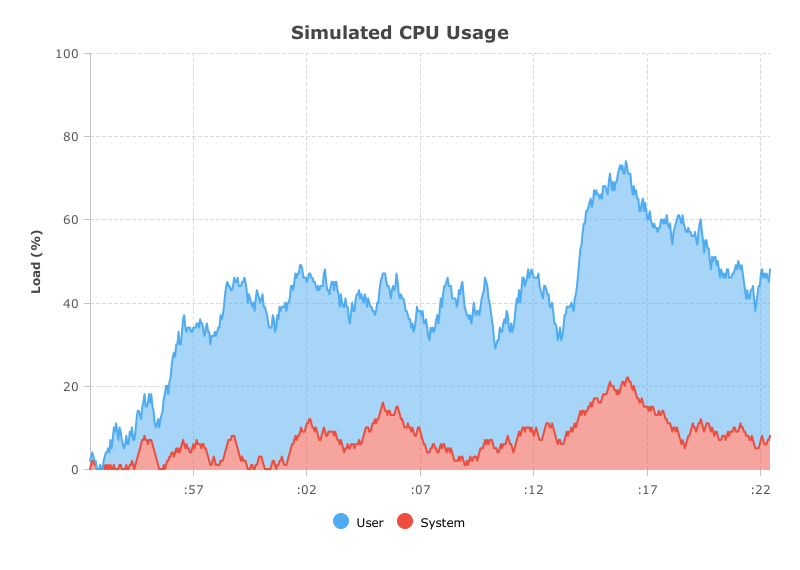 Simulated CPU Usage
100
80
60
40
20
0
Load (%)
:57 :02 :07 :12 :17 :22
User System